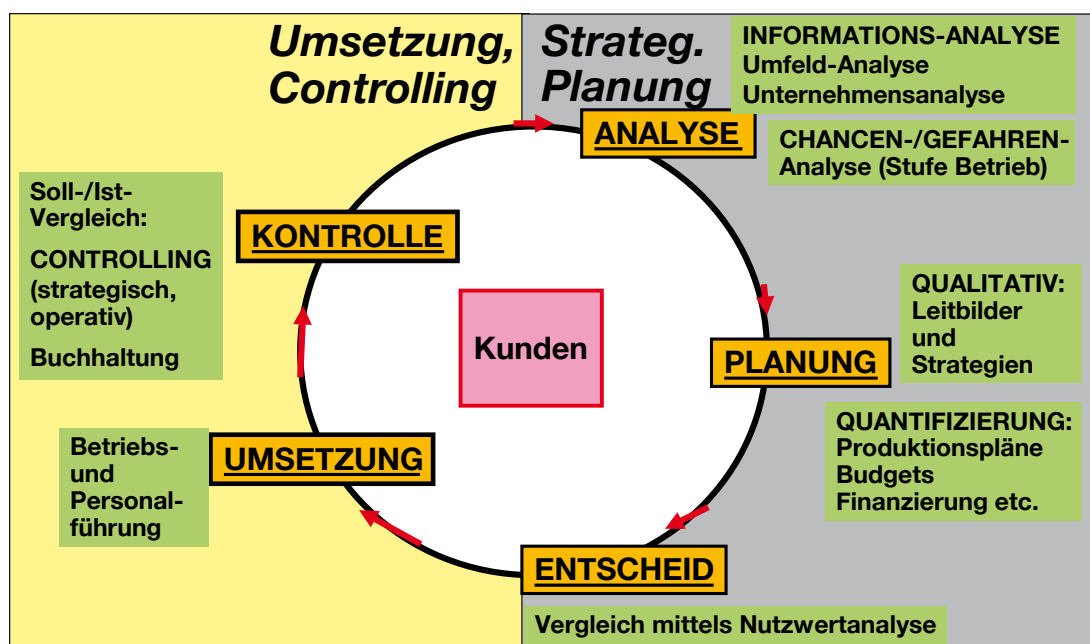 Umsetzung,
Controlling
Strateg.
Planung
INFORMATIONS-ANALYSE
Umfeld-Analyse
Unternehmensanalyse
ANALYSE
CHANCEN-/GEFAHREN-
Analyse (Stufe Betrieb)
Soll-/Ist-
Vergleich:
CONTROLLING
(strategisch,
operativ)
Buchhaltung
KONTROLLE
Kunden
QUALITATIV:
Leitbilder
und
Strategien
PLANUNG
QUANTIFIZIERUNG:
Produktionspläne
Budgets
Finanzierung etc.
Betriebs-
und
Personal-
führung
UMSETZUNG
ENTSCHEID
Vergleich mittels Nutzwertanalyse